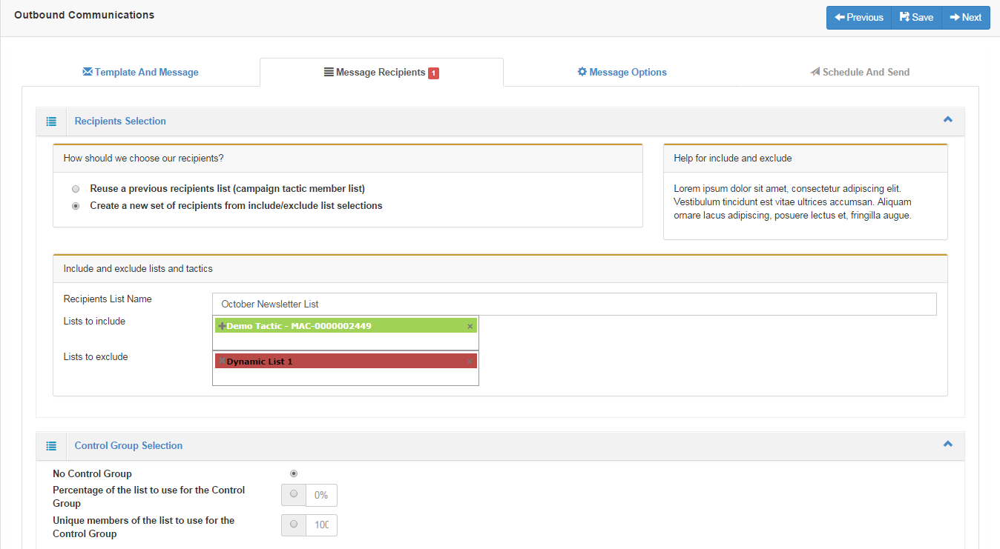 Outbound Communications
Previous Save Next
Template And Message
Message Recipients 1
Message Options
Schedule And Send
Recipients Selection
How should we choose our recipients?
Reuse a previous recipients list (campaign tactic member list)
Create a new set of recipients from include/exclude list selections
Help for include and exclude
Lorem ipsum dolor sit amet, consectetur adipiscing elit.
Vestibulum tincidunt est vitae ultrices accumsan. Aliquam
ornare lacus adipiscing, posuere lectus et, fringilla augue.
Include and exclude lists and tactics
Recipients List Name
October Newsletter List
Lists to include
Demo Tactic - MAC-0000002449 ×
Lists to exclude
Dynamic List 1 ×
Control Group Selection
No Control Group
Percentage of the list to use for the Control
Group
0%
Unique members of the list to use for the
Control Group
100